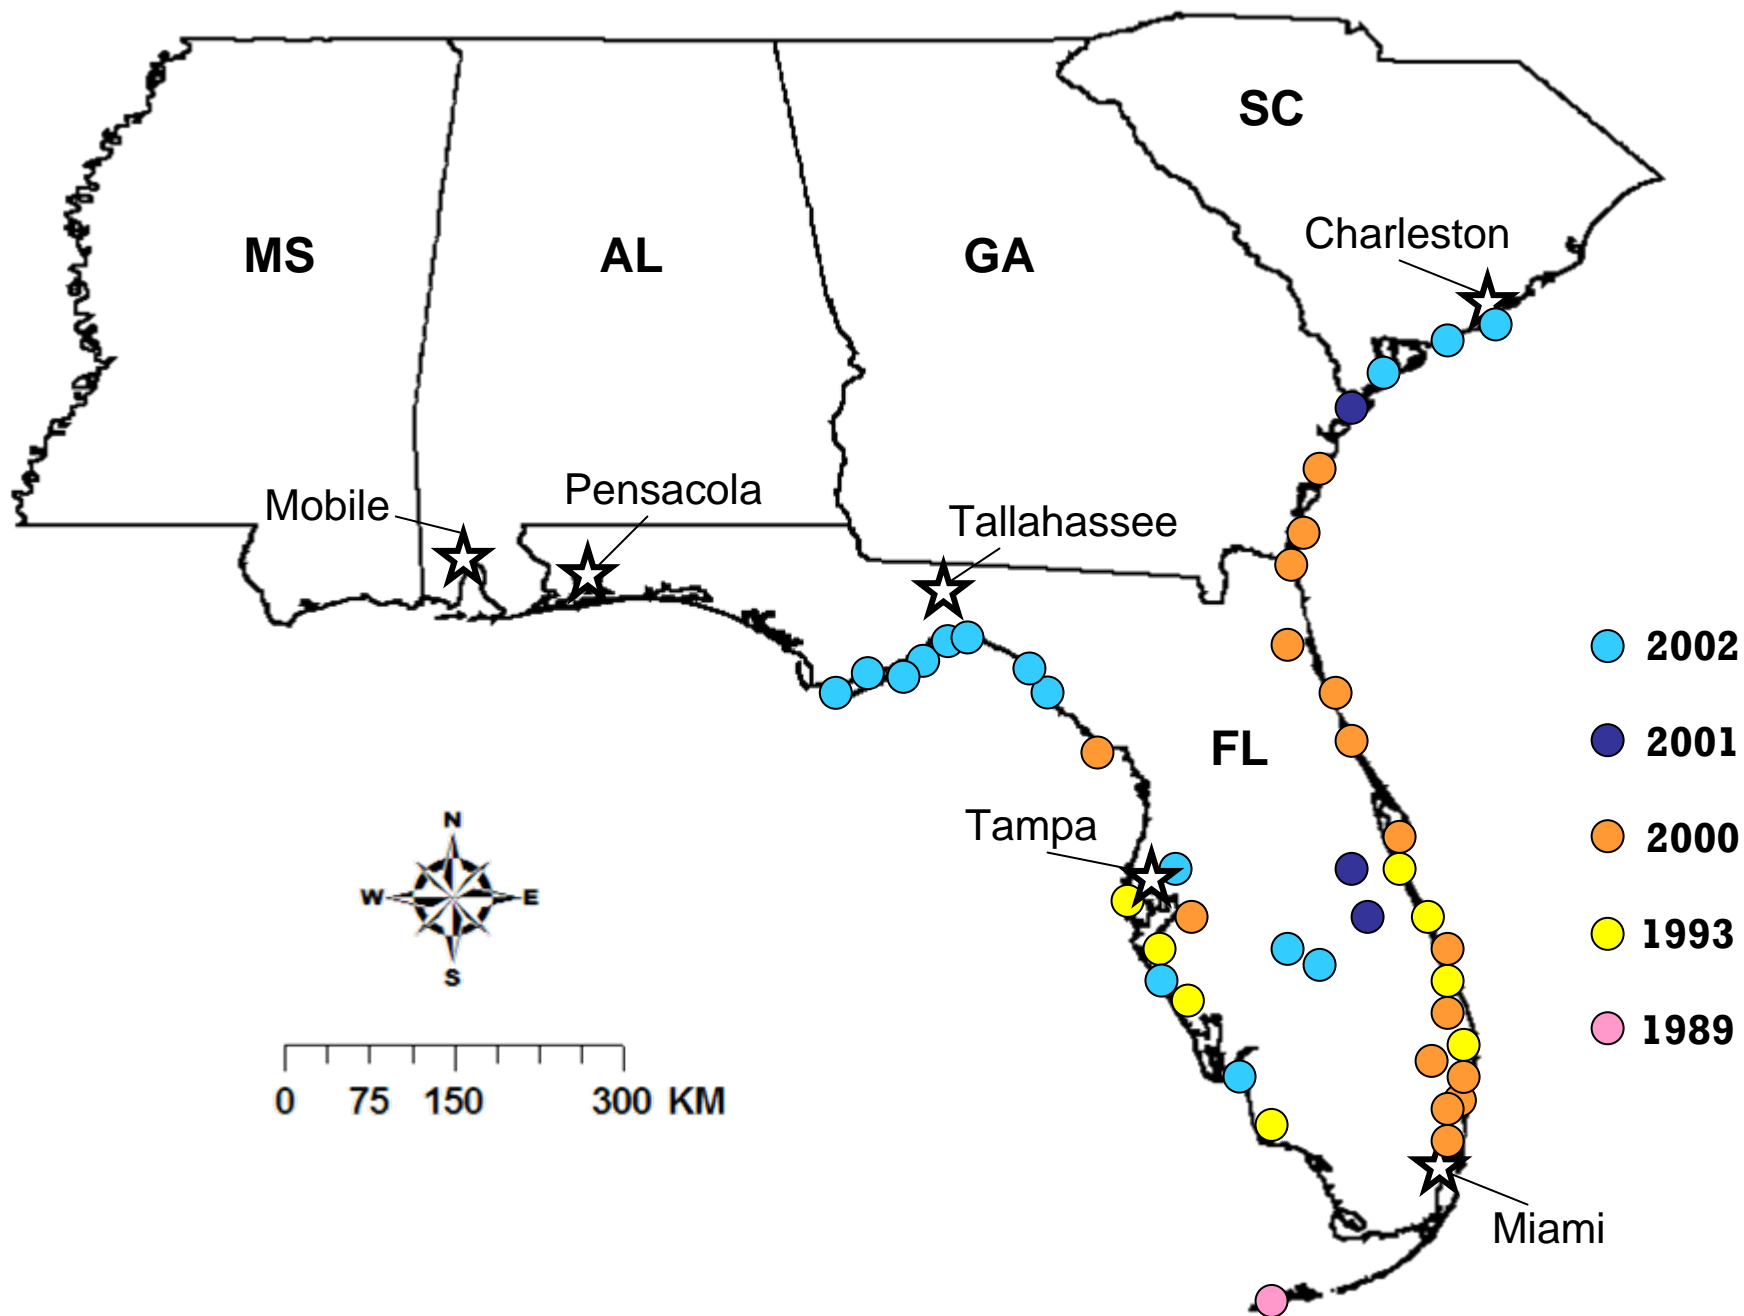 SC
Charleston
MS
AL
GA
Mobile
Pensacola
Tallahassee
2002
2001
2000
1993
1989
FL
Tampa
N
W
E
S
0 75 150 300 KM
Miami